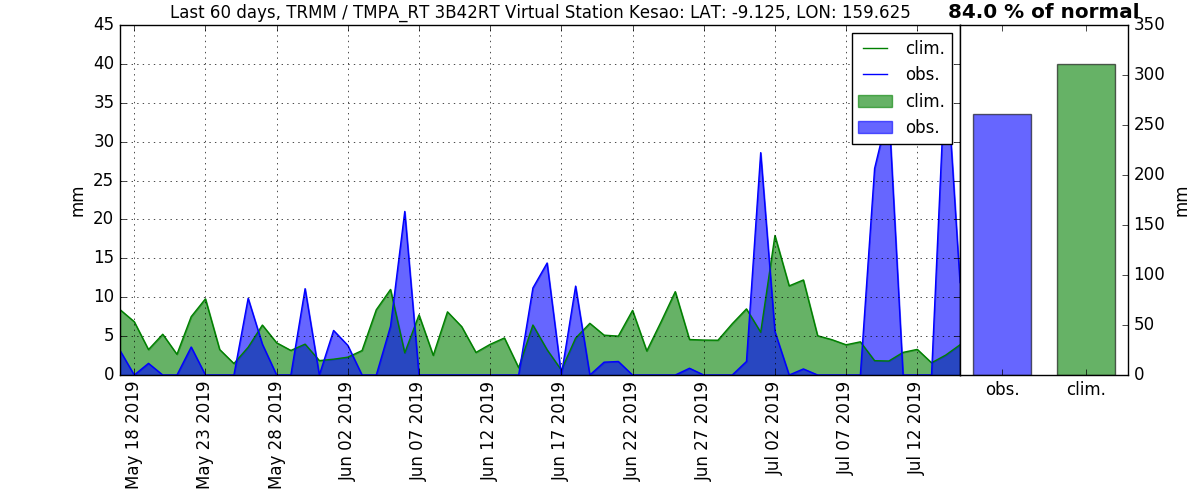 Last 60 days, TRMM / TMPA_RT 3B42RT Virtual Station Kesao: LAT: -9.125, LON: 159.625
84.0 % of normal
45
40
35
30
25
20
15
10
5
0
mm
clim.
obs.
clim.
obs.
350
300
250
200
150
100
50
0
mm
obs.
clim.
May 18 2019
May 23 2019
May 28 2019
Jun 02 2019
Jun 07 2019
Jun 12 2019
Jun 17 2019
Jun 22 2019
Jun 27 2019
Jul 02 2019
Jul 07 2019
Jul 12 2019